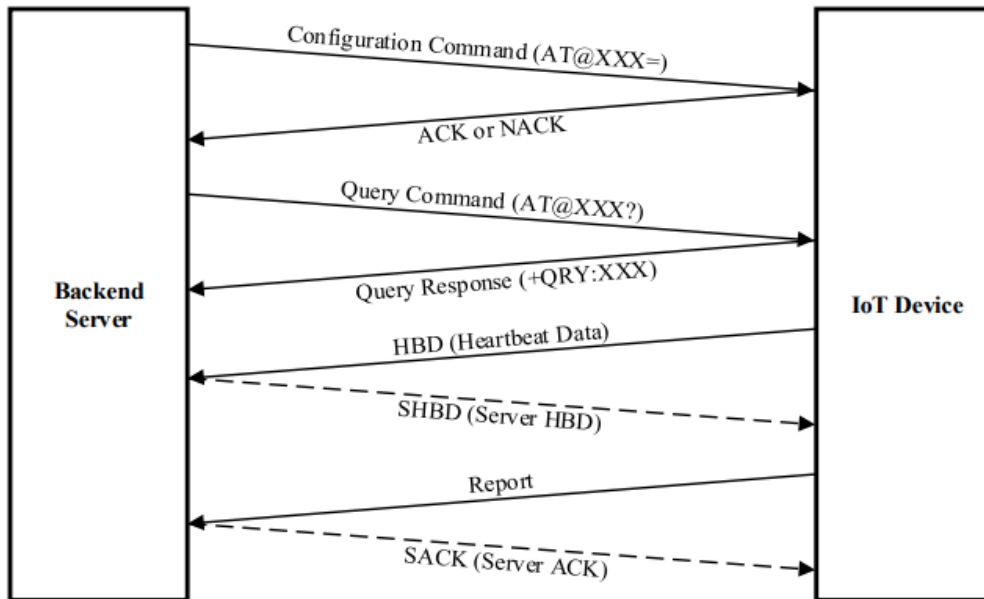 Configuration Command (AT@XXX=)
ACK or NACK
Query Command (AT@XXX?)
Query Response (+QRY:XXX)
Backend
Server
IoT Device
HBD (Heartbeat Data)
SHBD (Server HBD)
Report
SACK (Server ACK)